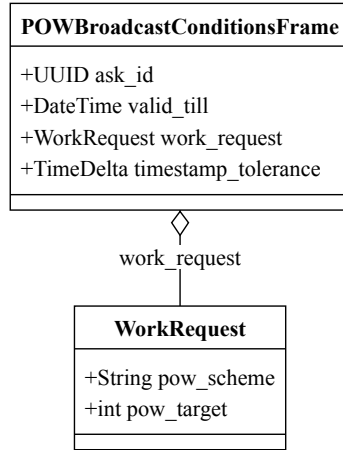 POWBroadcastConditionsFrame
+UUID ask_id
+DateTime valid_till
+WorkRequest work_request
+TimeDelta timestamp_tolerance
work_request
WorkRequest
+String pow_scheme
+int pow_target